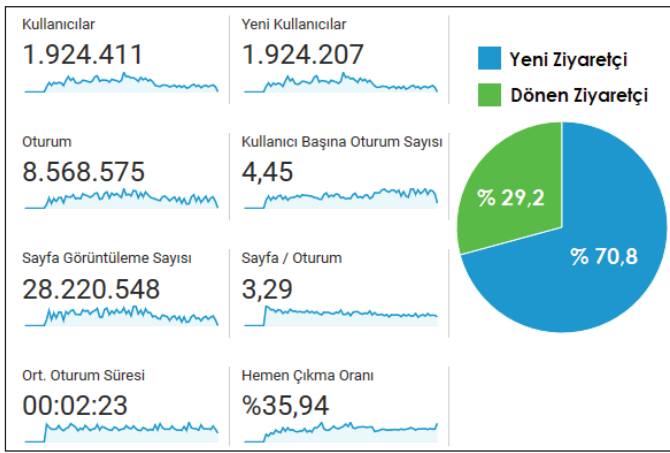 Kullanıcılar
1.924.411
Yeni Kullanıcılar
1.924.207
Oturum
8.568.575
Kullanıcı Başına Oturum Sayısı
4,45
Sayfa Görüntüleme Sayısı
28.220.548
Sayfa / Oturum
3,29
Ort. Oturum Süresi
00:02:23
Hemen Çıkma Oranı
%35,94
Yeni Ziyaretçi
Dönen Ziyaretçi
% 29,2
% 70,8